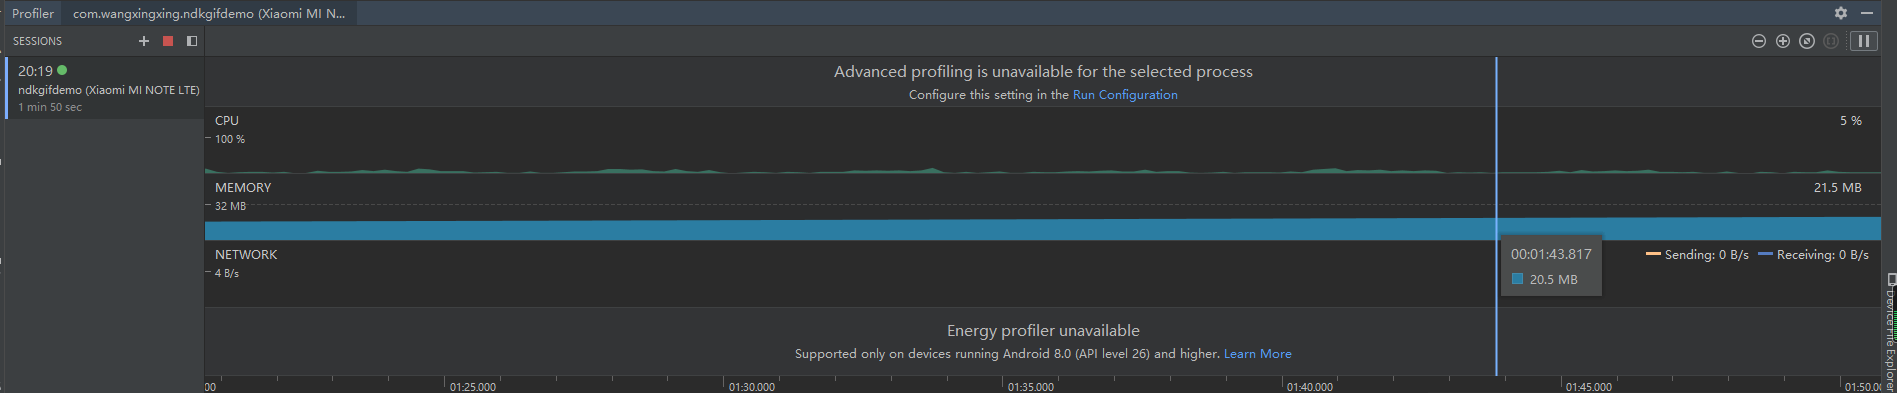 Profiler com.wangxingxing.ndkgifdemo (Xiaomi MI N...
SESSIONS
20:19
ndkgifdemo (Xiaomi MI NOTE LTE)
1 min 50 sec
Advanced profiling is unavailable for the selected process
Configure this setting in the Run Configuration
CPU 5 %
100 %
MEMORY 21.5 MB
32 MB
NETWORK Sending: 0 B/s Receiving: 0 B/s
4 B/s
00:01:43.817
20.5 MB
Energy profiler unavailable
Supported only on devices running Android 8.0 (API level 26) and higher. Learn More
00 01:25.000 01:30.000 01:35.000 01:40.000 01:45.000 01:50.00
Device File Explorer